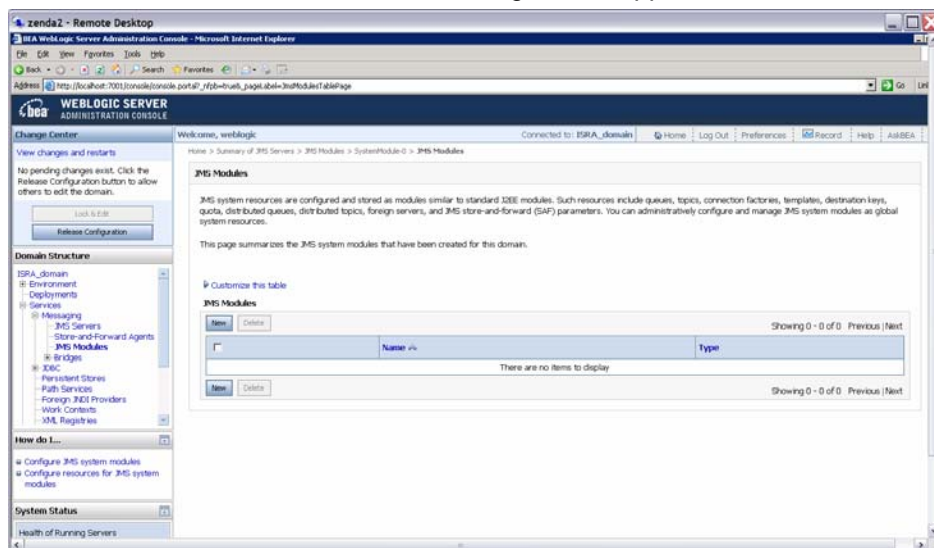 zenda2 - Remote Desktop
BEA WebLogic Server Administration Console - Microsoft Internet Explorer
File Edit View Favorites Tools Help
Back Search Favorites
Address http://localhost:7001/console/console.portal?_nfpb=true&_pageLabel=JmsModulesTablePage Go
bea WEBLOGIC SERVER
ADMINISTRATION CONSOLE
Change Center
View changes and restarts
No pending changes exist. Click the
Release Configuration button to allow
others to edit the domain.
Lock & Edit
Release Configuration
Domain Structure
ISRA_domain
Environment
Deployments
Services
Messaging
JMS Servers
Store-and-Forward Agents
JMS Modules
Bridges
JDBC
Persistent Stores
Path Services
Foreign JNDI Providers
Work Contexts
XML Registries
How do I...
Configure JMS system modules
Configure resources for JMS system
modules
System Status
Health of Running Servers
Welcome, weblogic Connected to: ISRA_domain Home Log Out Preferences Record Help AskBEA
Home > Summary of JMS Servers > JMS Modules > SystemModule-0 > JMS Modules
JMS Modules
JMS system resources are configured and stored as modules similar to standard J2EE modules. Such resources include queues, topics, connection factories, templates, destination keys,
quota, distributed queues, distributed topics, foreign servers, and JMS store-and-forward (SAF) parameters. You can administratively configure and manage JMS system modules as global
system resources.
This page summarizes the JMS system modules that have been created for this domain.
Customize this table
JMS Modules
New Delete Showing 0 - 0 of 0 Previous | Next
Name Type
There are no items to display
New Delete Showing 0 - 0 of 0 Previous | Next